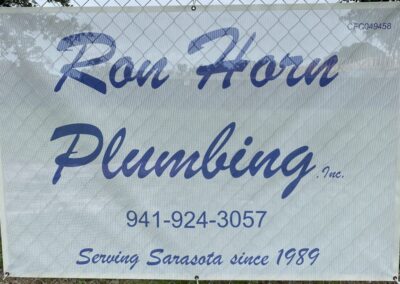 CFC049458
Ron Horn
Plumbing, Inc.
941-924-3057
Serving Sarasota since 1989